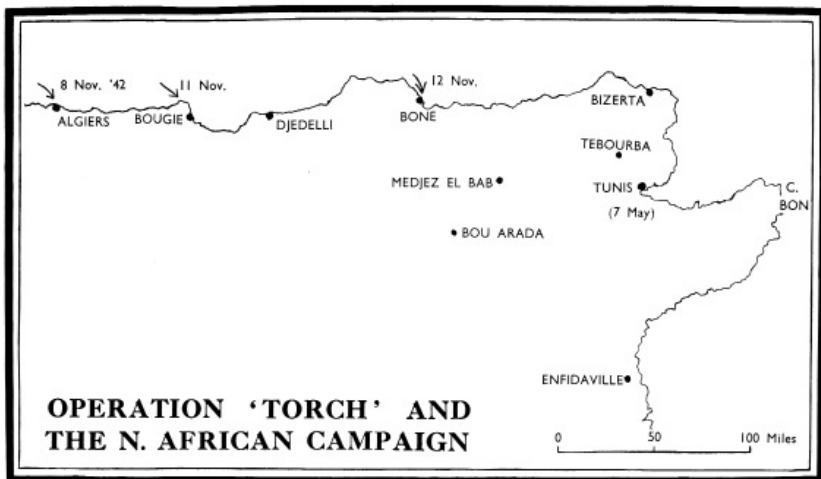 8 Nov. '42
11 Nov.
12 Nov.
ALGIERS
BOUGIE
DJEDELLI
BONE
BIZERTA
TEBOURBA
MEDJEZ EL BAB
TUNIS
(7 May)
C.
BON
BOU ARADA
ENFIDAVILLE
OPERATION 'TORCH' AND
THE N. AFRICAN CAMPAIGN
0 50 100 Miles